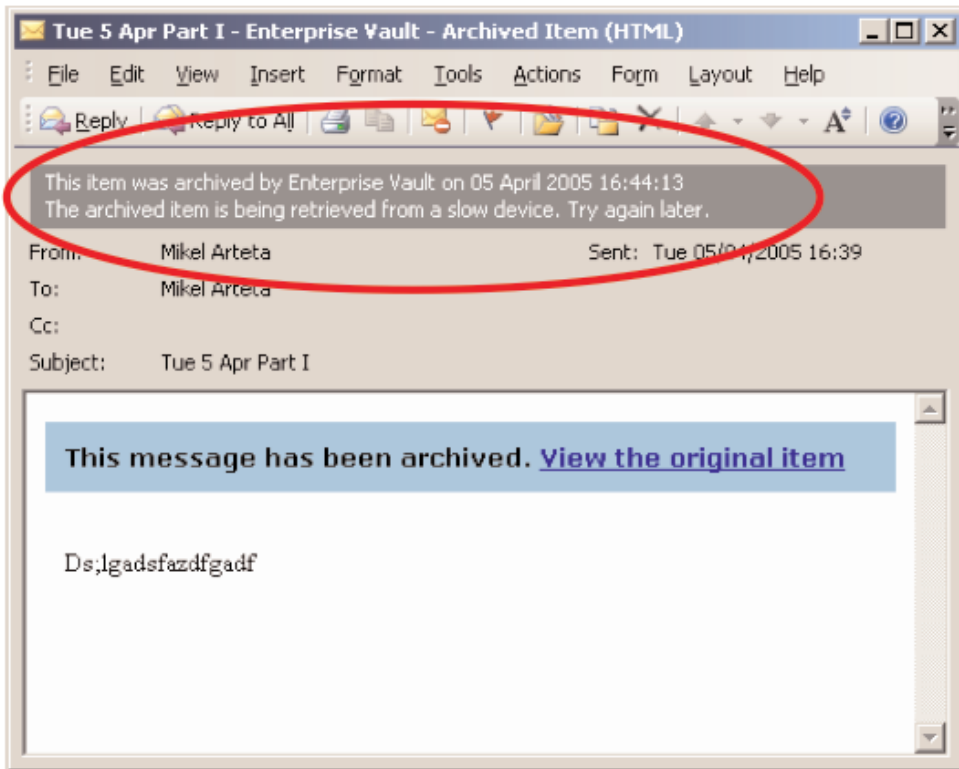 Tue 5 Apr Part I - Enterprise Vault - Archived Item (HTML)
File Edit View Insert Format Tools Actions Form Layout Help
Reply Reply to All A
This item was archived by Enterprise Vault on 05 April 2005 16:44:13
The archived item is being retrieved from a slow device. Try again later.
From: Mikel Arteta Sent: Tue 05/04/2005 16:39
To: Mikel Arteta
Cc:
Subject: Tue 5 Apr Part I
This message has been archived. View the original item
Ds;lgadsfazdfgadf